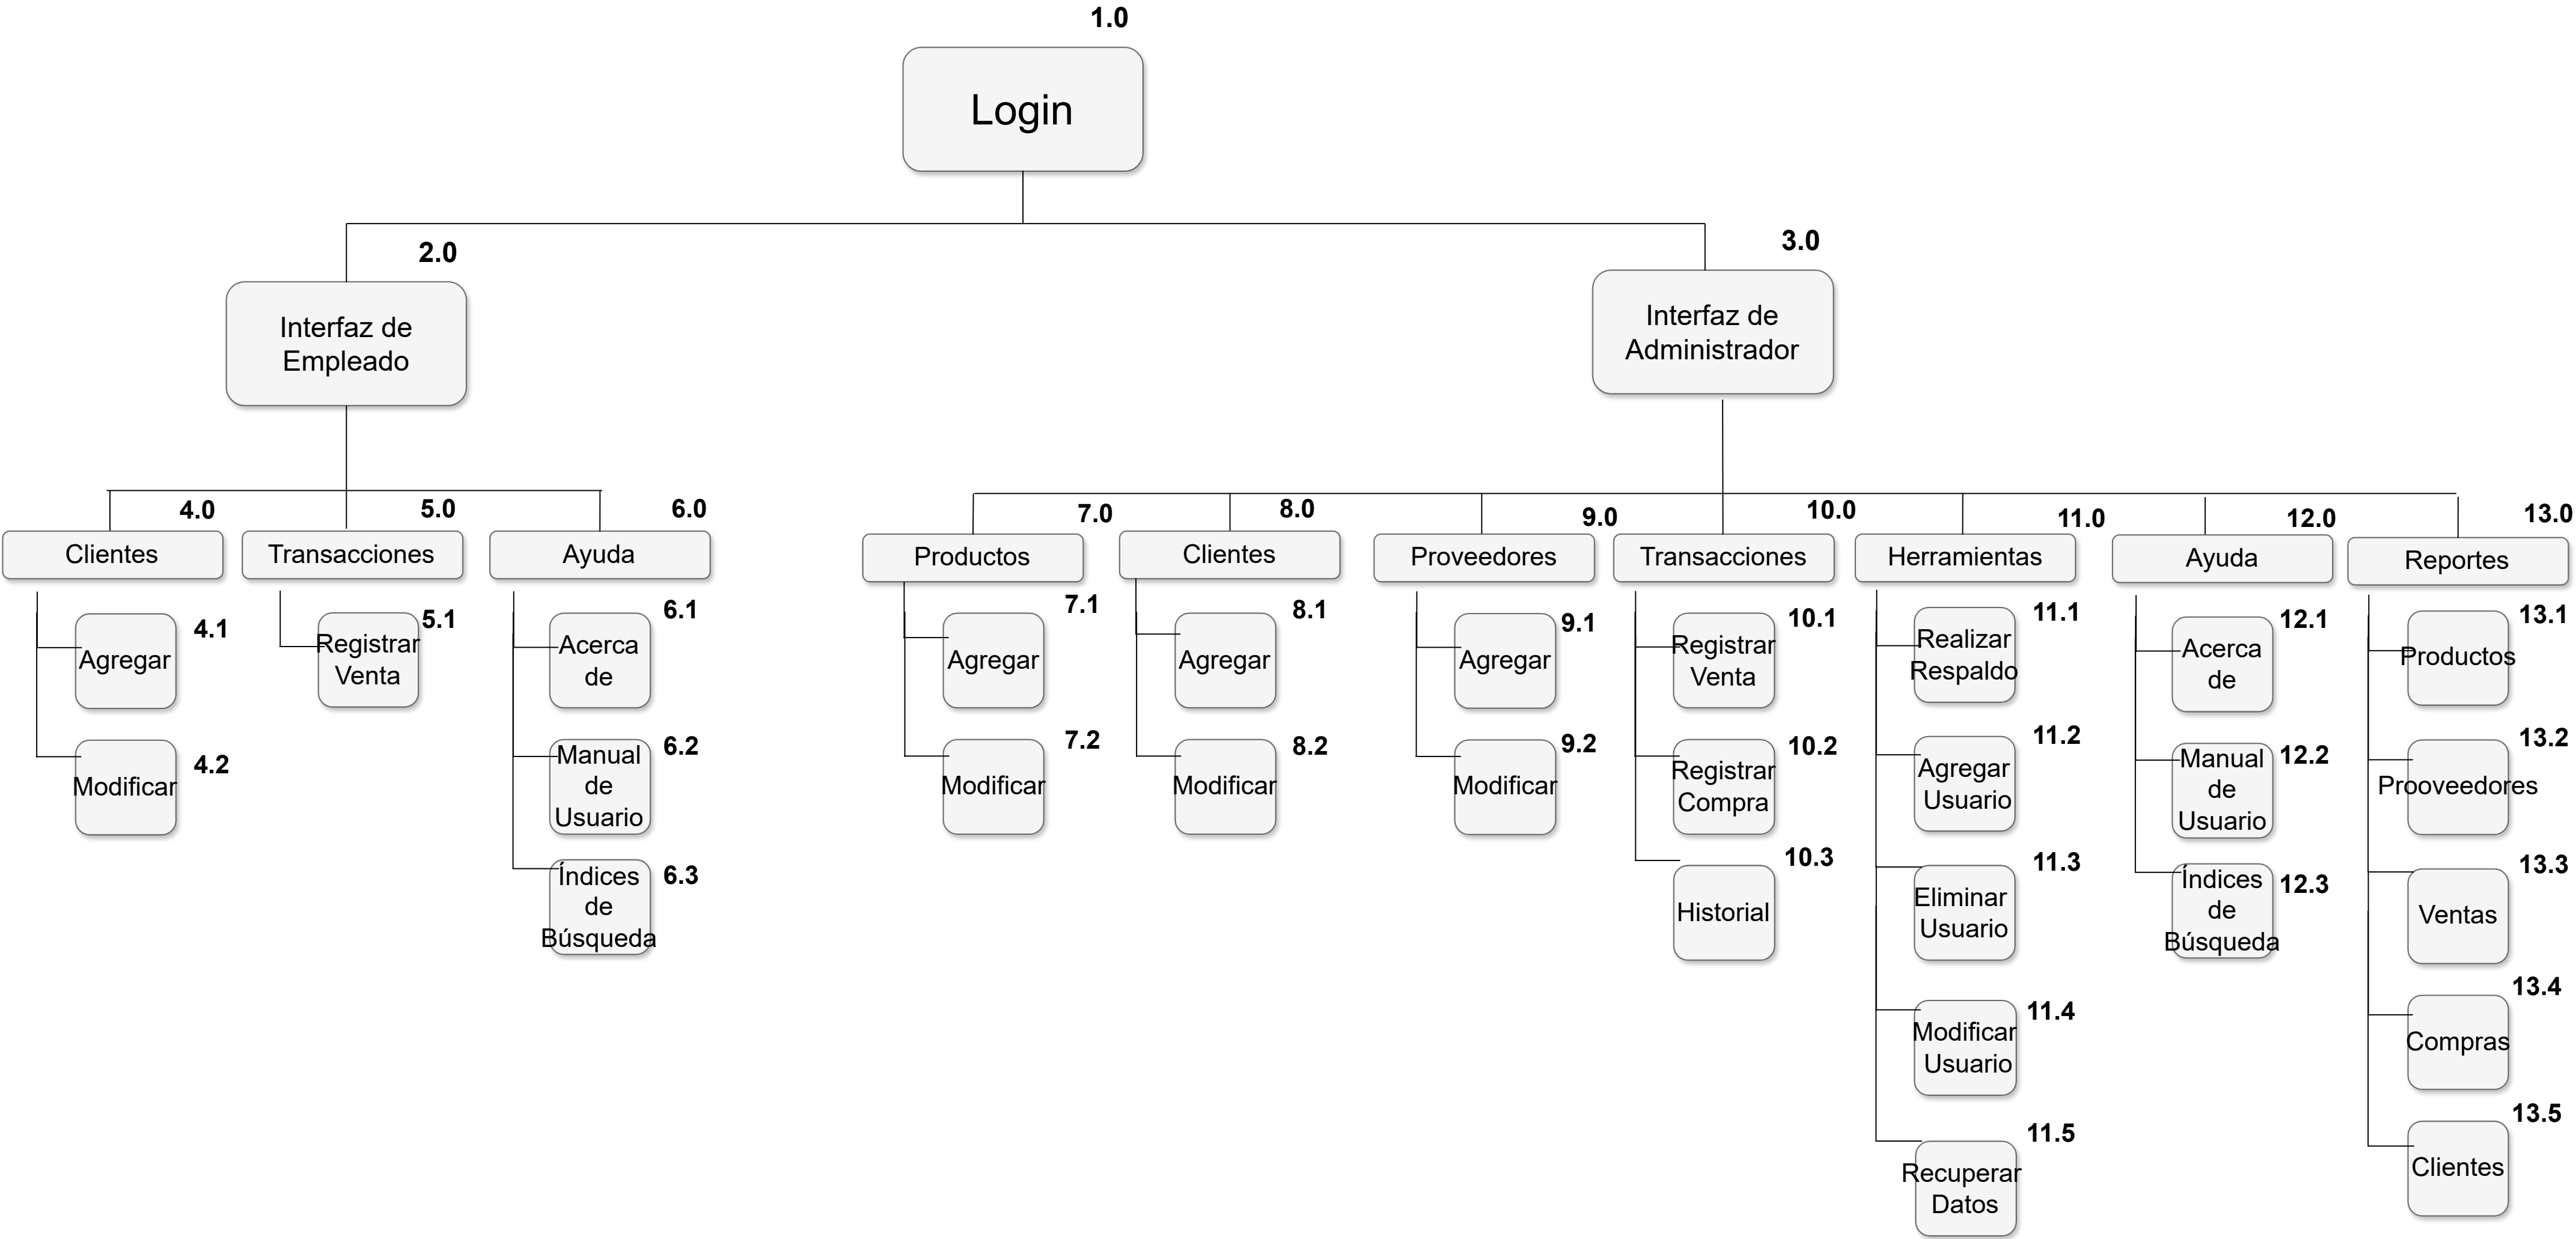 1.0
Login
2.0
Interfaz de
Empleado
3.0
Interfaz de
Administrador
4.0
Clientes
4.1
Agregar
4.2
Modificar
5.0
Transacciones
5.1
Registrar
Venta
6.0
Ayuda
6.1
Acerca
de
6.2
Manual
de
Usuario
6.3
Índices
de
Búsqueda
7.0
Productos
7.1
Agregar
7.2
Modificar
8.0
Clientes
8.1
Agregar
8.2
Modificar
9.0
Proveedores
9.1
Agregar
9.2
Modificar
10.0
Transacciones
10.1
Registrar
Venta
10.2
Registrar
Compra
10.3
Historial
11.0
Herramientas
11.1
Realizar
Respaldo
11.2
Agregar
Usuario
11.3
Eliminar
Usuario
11.4
Modificar
Usuario
11.5
Recuperar
Datos
12.0
Ayuda
12.1
Acerca
de
12.2
Manual
de
Usuario
12.3
Índices
de
Búsqueda
13.0
Reportes
13.1
Productos
13.2
Prooveedores
13.3
Ventas
13.4
Compras
13.5
Clientes